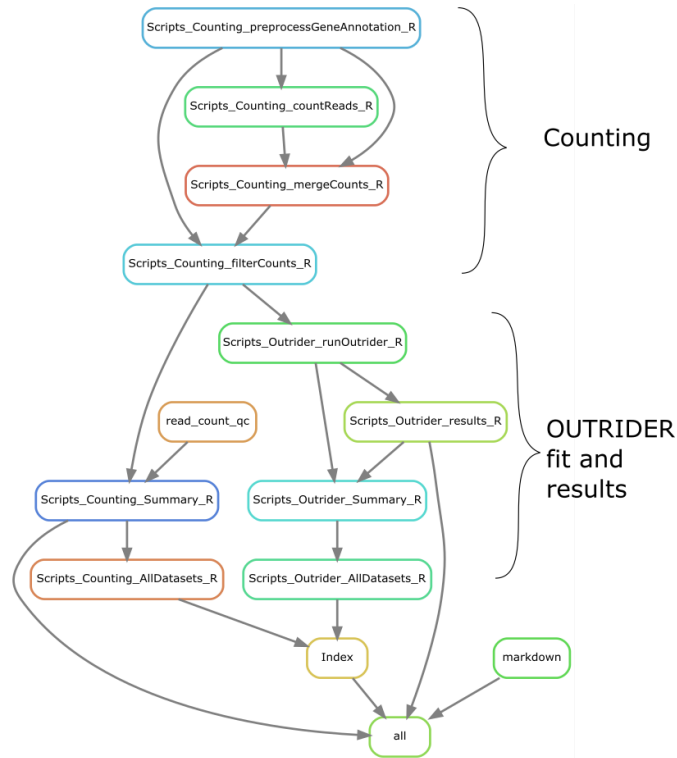 Scripts_Counting_preprocessGeneAnnotation_R
Scripts_Counting_countReads_R
Counting
Scripts_Counting_mergeCounts_R
Scripts_Counting_filterCounts_R
Scripts_Outrider_runOutrider_R
read_count_qc
Scripts_Outrider_results_R
OUTRIDER
fit and
results
Scripts_Counting_Summary_R
Scripts_Outrider_Summary_R
Scripts_Counting_AllDatasets_R
Scripts_Outrider_AllDatasets_R
Index
markdown
all